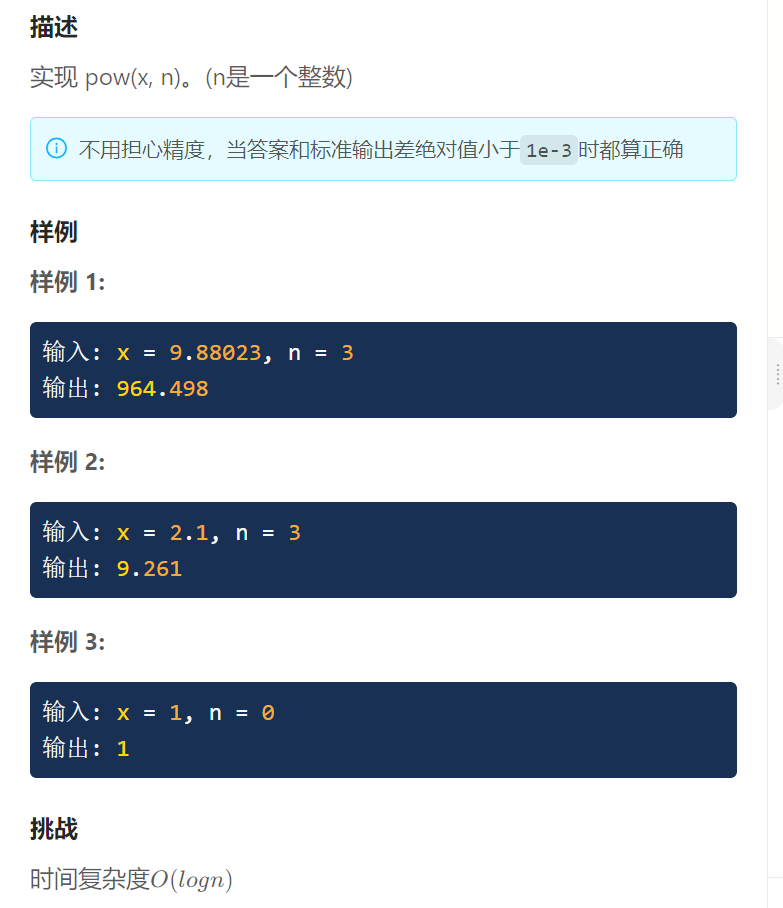 描述
实现 pow(x, n)。(n是一个整数)
不用担心精度，当答案和标准输出差绝对值小于1e-3时都算正确
样例
样例 1:
输入: x = 9.88023, n = 3
输出: 964.498
样例 2:
输入: x = 2.1, n = 3
输出: 9.261
样例 3:
输入: x = 1, n = 0
输出: 1
挑战
时间复杂度O(logn)